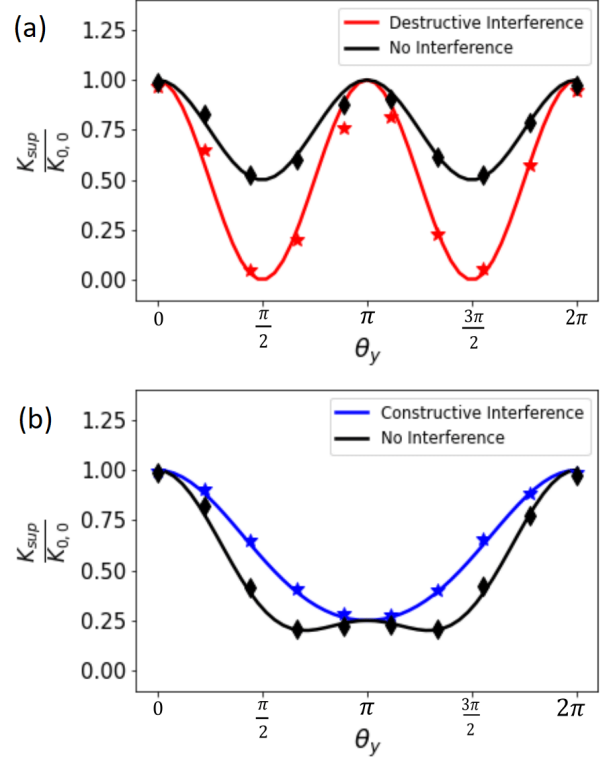 (a)
1.25
1.00
0.75
0.50
0.25
0.00
K_sup / K_0, 0
Destructive Interference
No Interference
0
π/2
π
3π/2
2π
θ_y
(b)
1.25
1.00
0.75
0.50
0.25
0.00
K_sup / K_0, 0
Constructive Interference
No Interference
0
π/2
π
3π/2
2π
θ_y